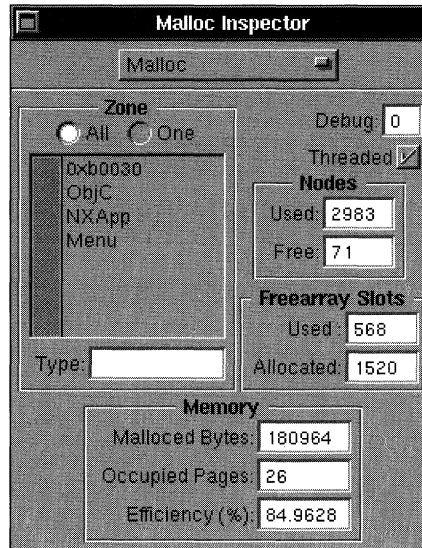 Malloc Inspector
Malloc
Zone
All One
0xb0030
ObjC
NXApp
Menu
Type:
Debug: 0
Threaded
Nodes
Used: 2983
Free: 71
Freearray Slots
Used: 568
Allocated: 1520
Memory
Malloced Bytes: 180964
Occupied Pages: 26
Efficiency (%): 84.9628